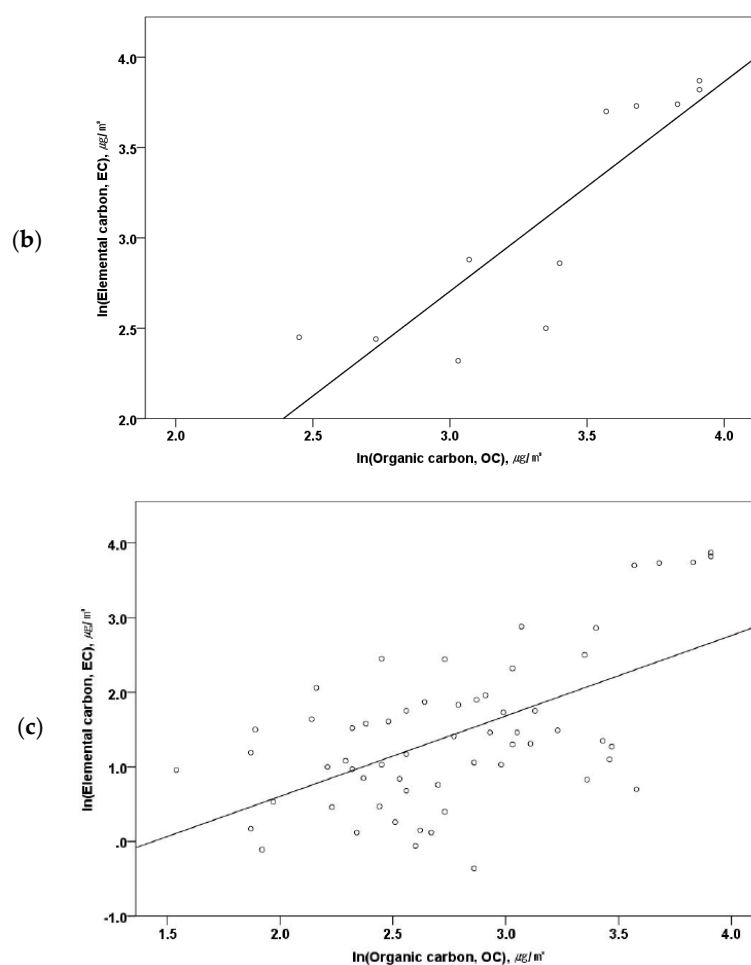 (b)
ln(Elemental carbon, EC), ㎍/㎥
4.0
3.5
3.0
2.5
2.0
2.0 2.5 3.0 3.5 4.0
ln(Organic carbon, OC), ㎍/㎥
(c)
ln(Elemental carbon, EC), ㎍/㎥
4.0
3.0
2.0
1.0
.0
-1.0
1.5 2.0 2.5 3.0 3.5 4.0
ln(Organic carbon, OC), ㎍/㎥